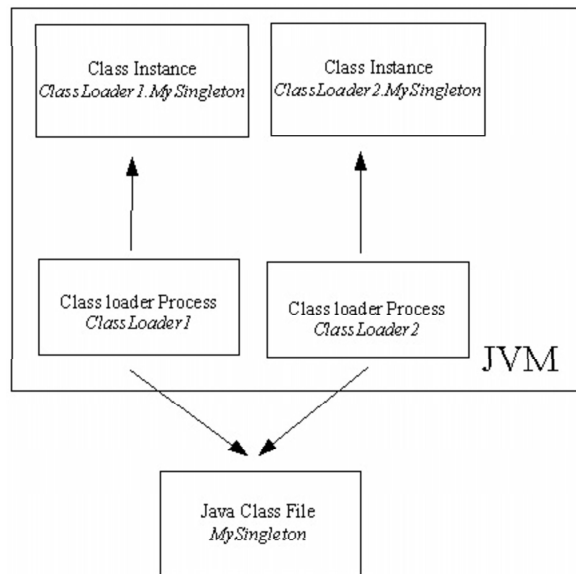 Class Instance
ClassLoader1.MySingleton
Class Instance
ClassLoader2.MySingleton
Class loader Process
ClassLoader1
Class loader Process
ClassLoader2
JVM
Java Class File
MySingleton